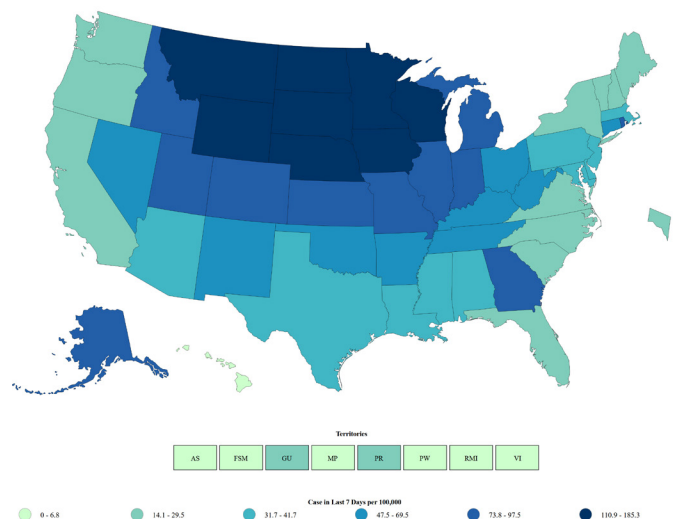 Territories
AS FSM GU MP PR PW RMI VI
Case in Last 7 Days per 100,000
0 - 6.8 14.1 - 29.5 31.7 - 41.7 47.5 - 69.5 73.8 - 97.5 110.9 - 185.3